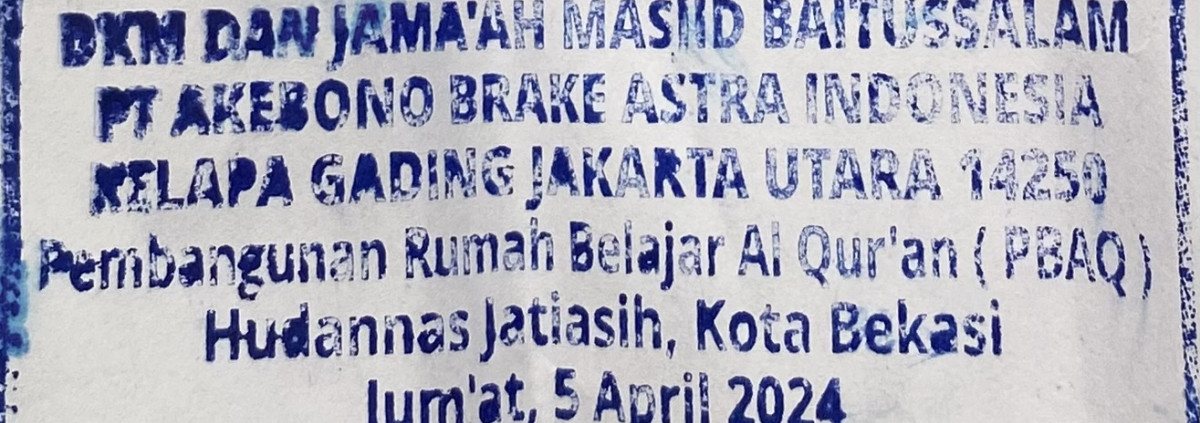 DKM DAN JAMA'AH MASJID BAITUSSALAM
PT AKEBONO BRAKE ASTRA INDONESIA
KELAPA GADING JAKARTA UTARA 14250
Pembangunan Rumah Belajar Al Qur'an ( PBAQ )
Hudannas Jatiasih, Kota Bekasi
Jum'at, 5 April 2024